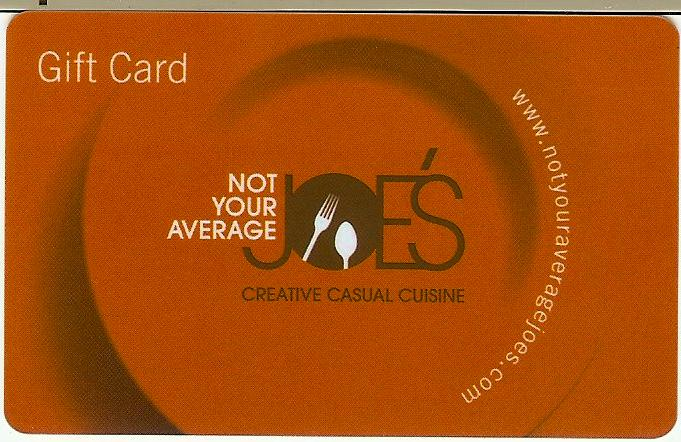 Gift Card
NOT
YOUR
AVERAGE
JOE'S
CREATIVE CASUAL CUISINE
www.notyouraveragejoes.com